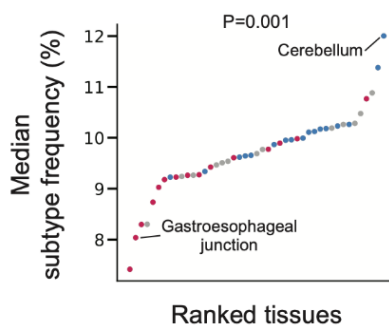 P=0.001
Median
subtype frequency (%)
12
11
10
9
8
Cerebellum
Gastroesophageal
junction
Ranked tissues